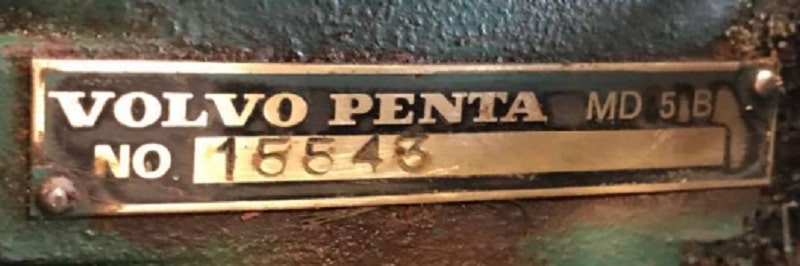 VOLVO PENTA MD 5 B
NO 15543